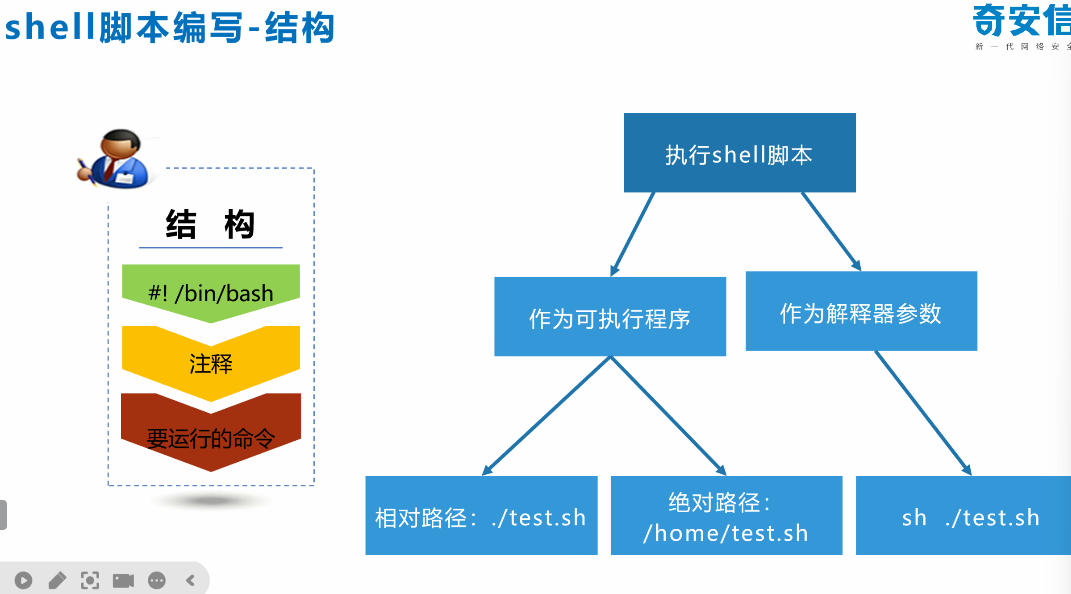 shell脚本编写-结构
奇安信
新一代网络安全
结 构
#! /bin/bash
注释
要运行的命令
执行shell脚本
作为可执行程序
作为解释器参数
相对路径：./test.sh
绝对路径：
/home/test.sh
sh ./test.sh